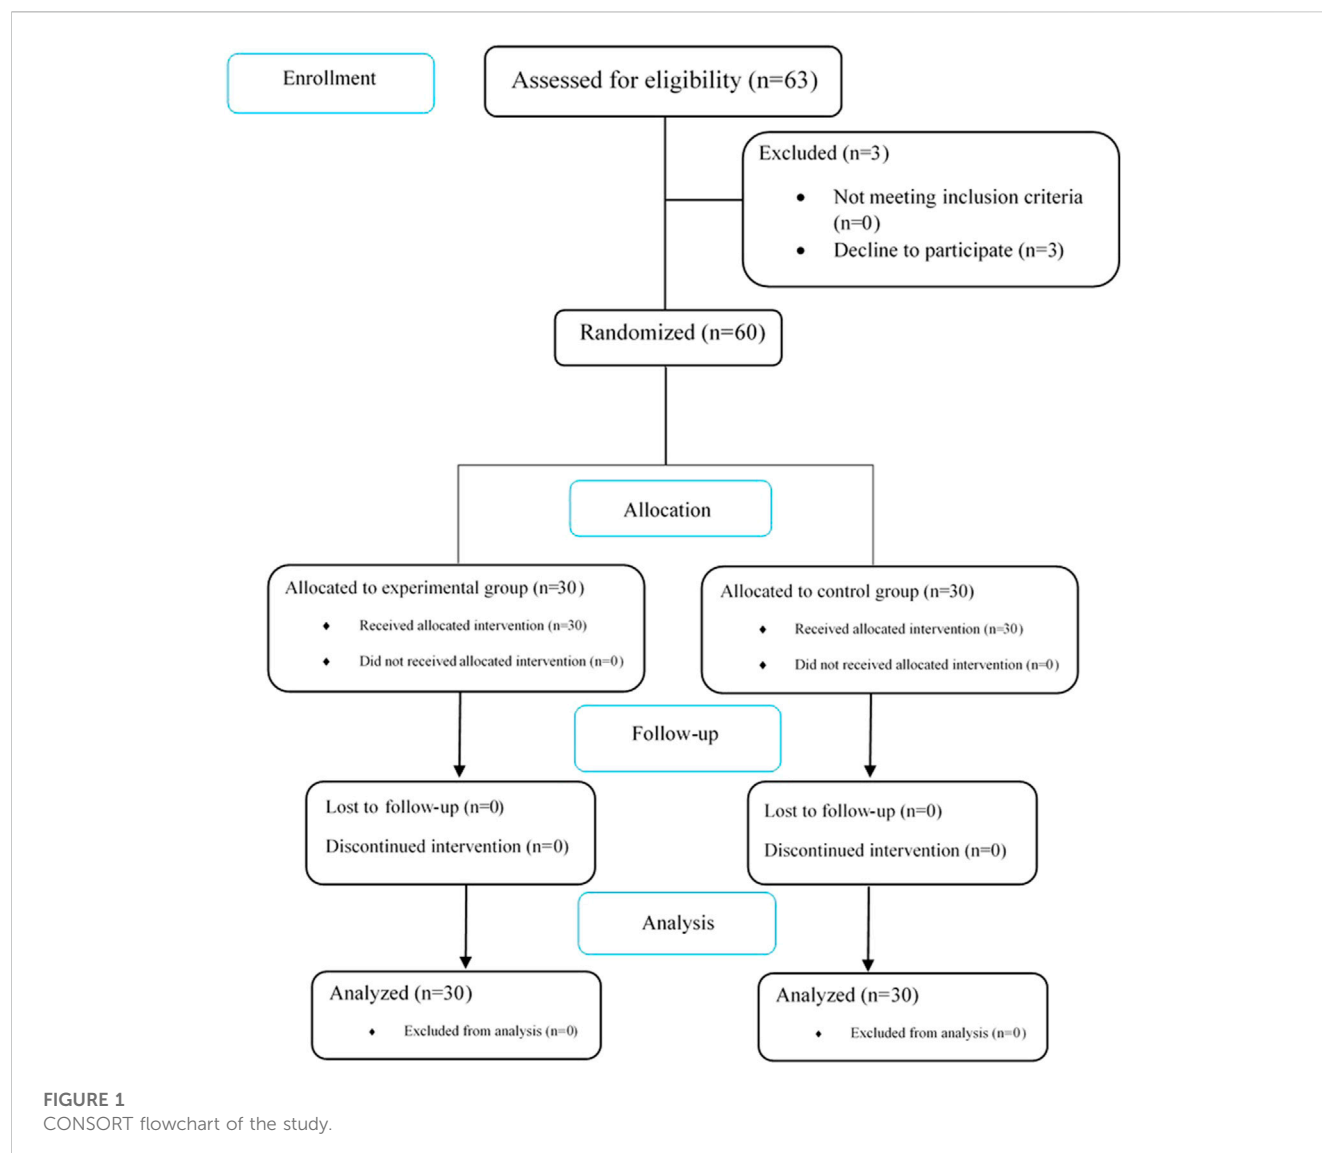 Enrollment
Assessed for eligibility (n=63)
Excluded (n=3)
• Not meeting inclusion criteria
(n=0)
• Decline to participate (n=3)
Randomized (n=60)
Allocation
Allocated to experimental group (n=30)
♦ Received allocated intervention (n=30)
♦ Did not received allocated intervention (n=0)
Allocated to control group (n=30)
♦ Received allocated intervention (n=30)
♦ Did not received allocated intervention (n=0)
Follow-up
Lost to follow-up (n=0)
Discontinued intervention (n=0)
Lost to follow-up (n=0)
Discontinued intervention (n=0)
Analysis
Analyzed (n=30)
♦ Excluded from analysis (n=0)
Analyzed (n=30)
♦ Excluded from analysis (n=0)
FIGURE 1
CONSORT flowchart of the study.